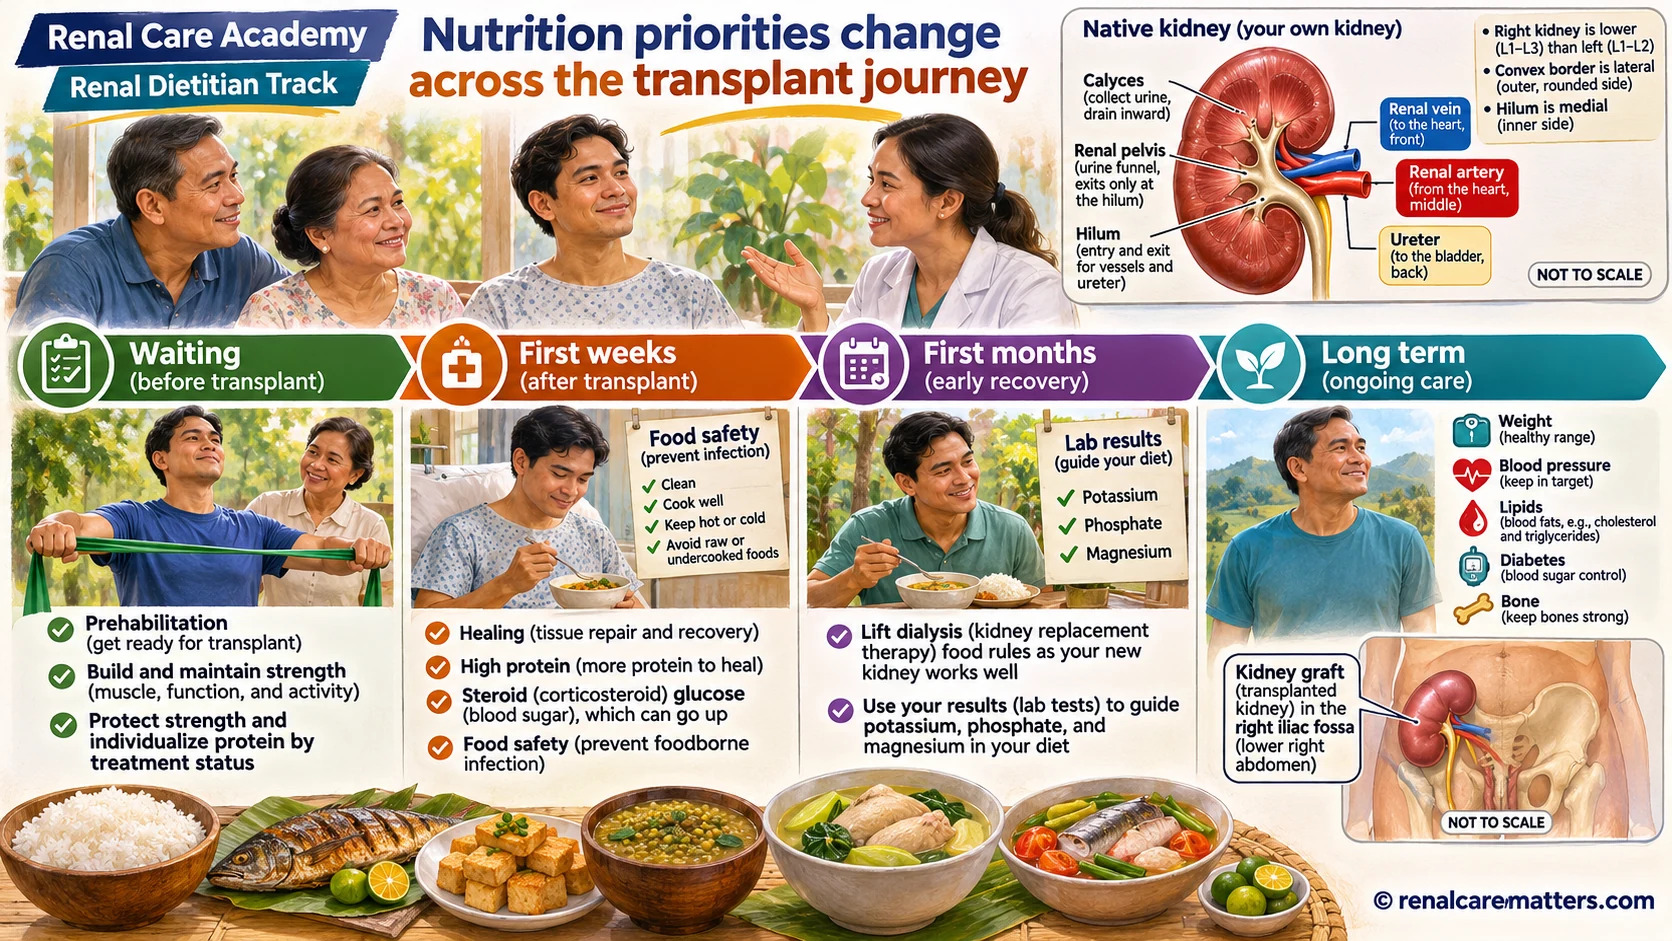 Renal Care Academy
Renal Dietitian Track
Nutrition priorities change
across the transplant journey
Native kidney (your own kidney)
Calyces
(collect urine,
drain inward)
Renal pelvis
(urine funnel,
exits only at
the hilum)
Hilum
(entry and exit
for vessels and
ureter)
Renal vein
(to the heart,
front)
Renal artery
(from the heart,
middle)
Ureter
(to the bladder,
back)
• Right kidney is lower
(L1–L3) than left (L1–L2)
• Convex border is lateral
(outer, rounded side)
• Hilum is medial
(inner side)
NOT TO SCALE
Waiting
(before transplant)
First weeks
(after transplant)
First months
(early recovery)
Long term
(ongoing care)
Prehabilitation
(get ready for transplant)
Build and maintain strength
(muscle, function, and activity)
Protect strength and
individualize protein by
treatment status
Food safety
(prevent infection)
Clean
Cook well
Keep hot or cold
Avoid raw or
undercooked foods
Healing (tissue repair and recovery)
High protein (more protein to heal)
Steroid (corticosteroid) glucose
(blood sugar), which can go up
Food safety (prevent foodborne
infection)
Lab results
(guide your diet)
Potassium
Phosphate
Magnesium
Lift dialysis (kidney replacement
therapy) food rules as your new
kidney works well
Use your results (lab tests) to guide
potassium, phosphate, and
magnesium in your diet
Weight
(healthy range)
Blood pressure
(keep in target)
Lipids
(blood fats, e.g., cholesterol
and triglycerides)
Diabetes
(blood sugar control)
Bone
(keep bones strong)
Kidney graft
(transplanted
kidney) in the
right iliac fossa
(lower right
abdomen)
NOT TO SCALE
© renalcarematters.com